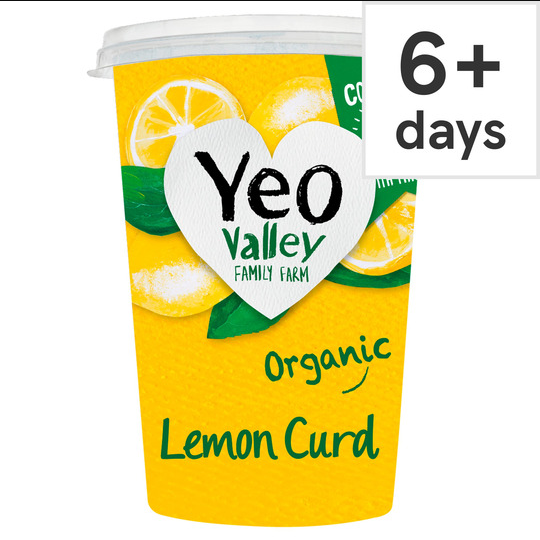 6+
days
Yeo
Valley
FAMILY FARM
Organic
Lemon Curd